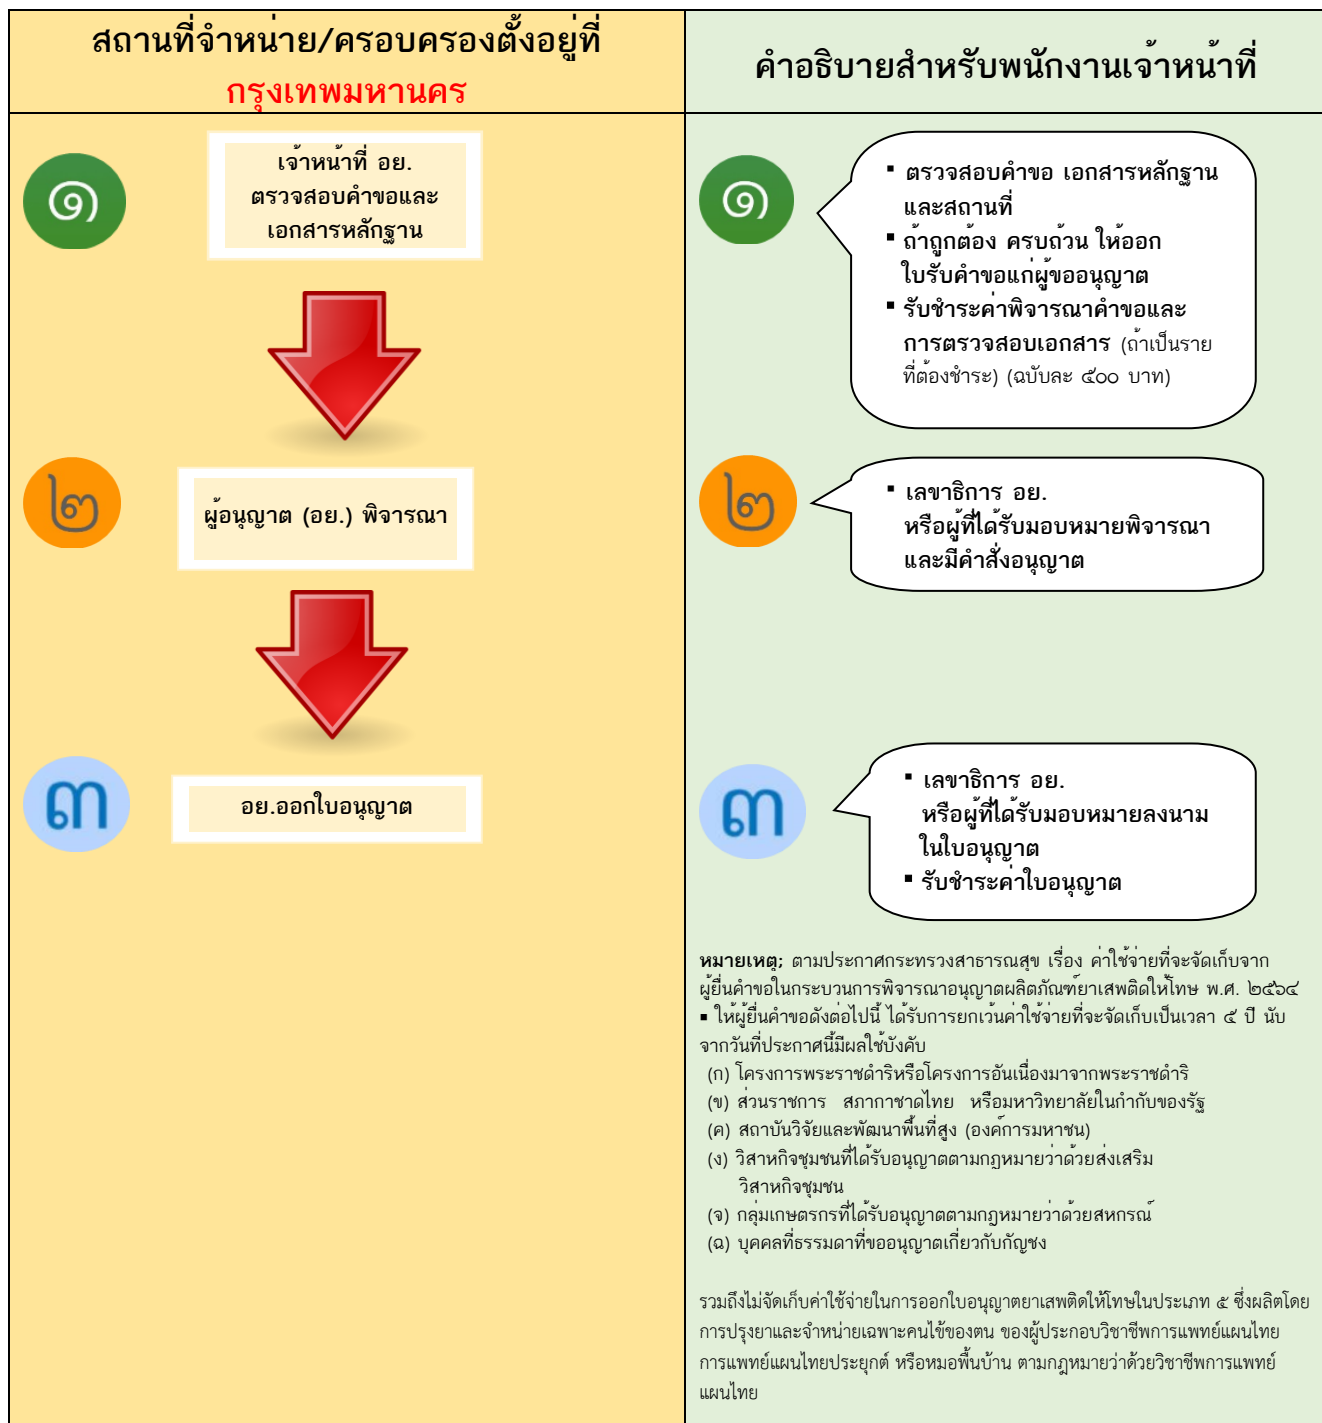 สถานที่จำหน่าย/ครอบครองตั้งอยู่ที่
กรุงเทพมหานคร
คำอธิบายสำหรับพนักงานเจ้าหน้าที่
๑
เจ้าหน้าที่ อย.
ตรวจสอบคำขอและ
เอกสารหลักฐาน
๑
▪ ตรวจสอบคำขอ เอกสารหลักฐาน
และสถานที่
▪ ถ้าถูกต้อง ครบถ้วน ให้ออก
ใบรับคำขอแก่ผู้ขออนุญาต
▪ รับชำระค่าพิจารณาคำขอและ
การตรวจสอบเอกสาร (ถ้าเป็นราย
ที่ต้องชำระ) (ฉบับละ ๕๐๐ บาท)
๒
ผู้อนุญาต (อย.) พิจารณา
๒
▪ เลขาธิการ อย.
หรือผู้ที่ได้รับมอบหมายพิจารณา
และมีคำสั่งอนุญาต
๓
อย.ออกใบอนุญาต
๓
▪ เลขาธิการ อย.
หรือผู้ที่ได้รับมอบหมายลงนาม
ในใบอนุญาต
▪ รับชำระค่าใบอนุญาต
หมายเหตุ; ตามประกาศกระทรวงสาธารณสุข เรื่อง ค่าใช้จ่ายที่จะจัดเก็บจาก
ผู้ยื่นคำขอในกระบวนการพิจารณาอนุญาตผลิตภัณฑ์ยาเสพติดให้โทษ พ.ศ. ๒๕๖๔
▪ ให้ผู้ยื่นคำขอดังต่อไปนี้ ได้รับการยกเว้นค่าใช้จ่ายที่จะจัดเก็บเป็นเวลา ๕ ปี นับ
จากวันที่ประกาศนี้มีผลใช้บังคับ
(ก) โครงการพระราชดำริหรือโครงการอันเนื่องมาจากพระราชดำริ
(ข) ส่วนราชการ สภากาชาดไทย หรือมหาวิทยาลัยในกำกับของรัฐ
(ค) สถาบันวิจัยและพัฒนาพื้นที่สูง (องค์การมหาชน)
(ง) วิสาหกิจชุมชนที่ได้รับอนุญาตตามกฎหมายว่าด้วยส่งเสริม
วิสาหกิจชุมชน
(จ) กลุ่มเกษตรกรที่ได้รับอนุญาตตามกฎหมายว่าด้วยสหกรณ์
(ฉ) บุคคลที่ธรรมดาที่ขออนุญาตเกี่ยวกับกัญชง
รวมถึงไม่จัดเก็บค่าใช้จ่ายในการออกใบอนุญาตยาเสพติดให้โทษในประเภท ๕ ซึ่งผลิตโดย
การปรุงยาและจำหน่ายเฉพาะคนไข้ของตน ของผู้ประกอบวิชาชีพการแพทย์แผนไทย
การแพทย์แผนไทยประยุกต์ หรือหมอพื้นบ้าน ตามกฎหมายว่าด้วยวิชาชีพการแพทย์
แผนไทย